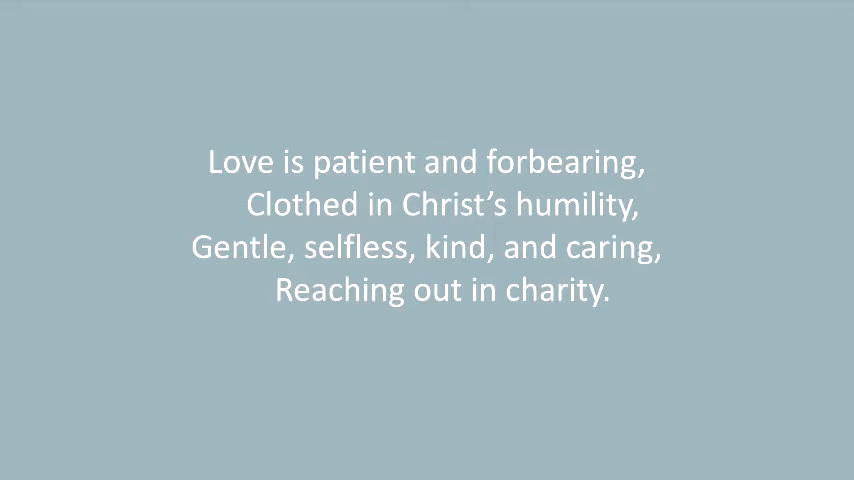 Love is patient and forbearing,
Clothed in Christ’s humility,
Gentle, selfless, kind, and caring,
Reaching out in charity.